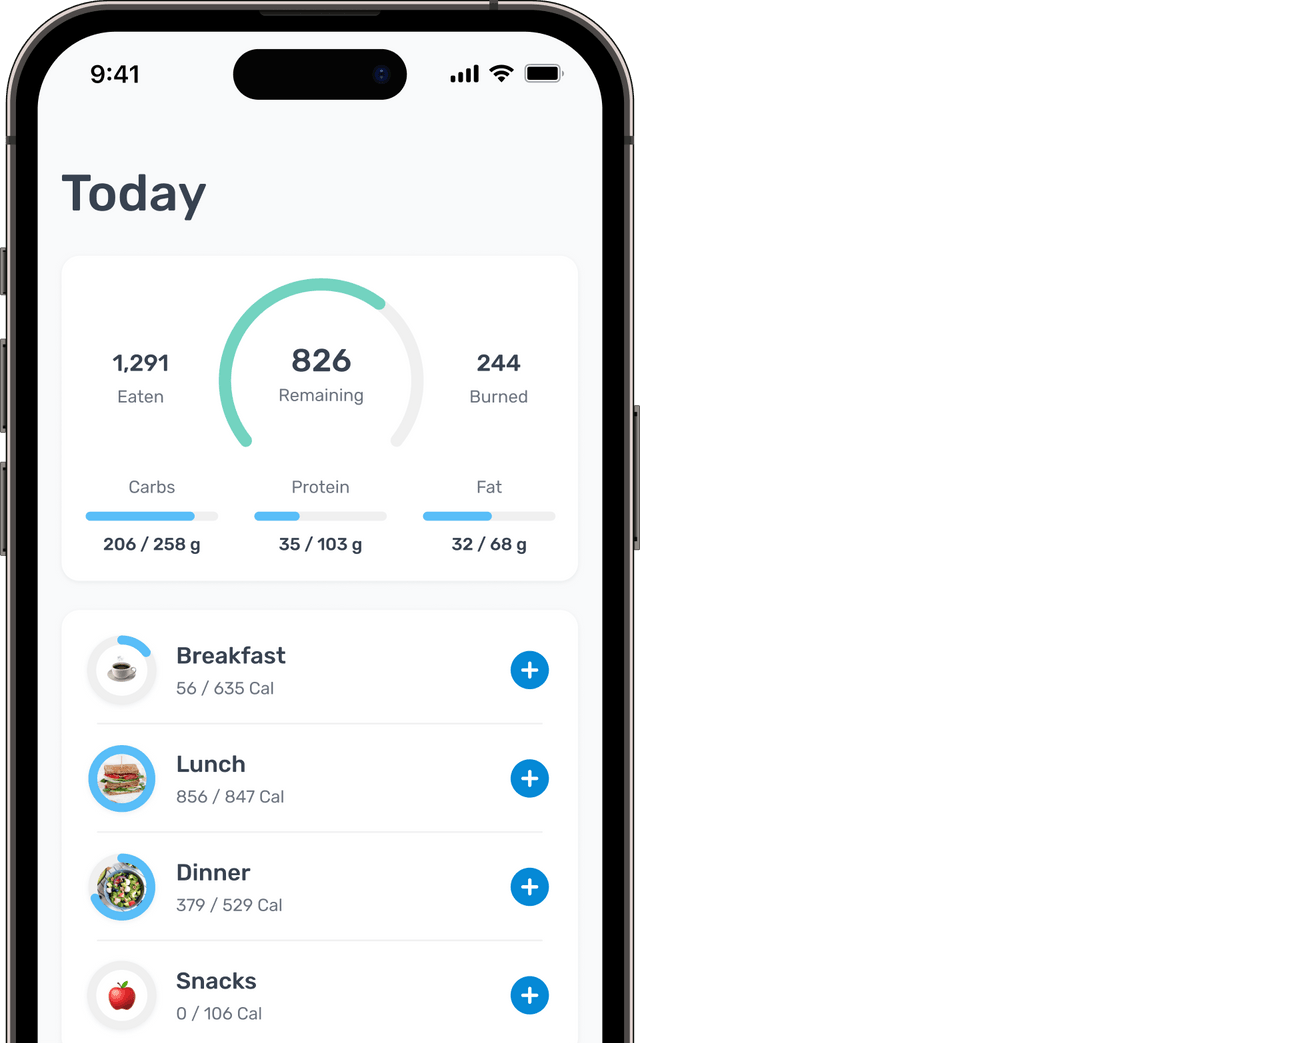 9:41
Today
1,291
Eaten
826
Remaining
244
Burned
Carbs
206 / 258 g
Protein
35 / 103 g
Fat
32 / 68 g
Breakfast
56 / 635 Cal
Lunch
856 / 847 Cal
Dinner
379 / 529 Cal
Snacks
0 / 106 Cal